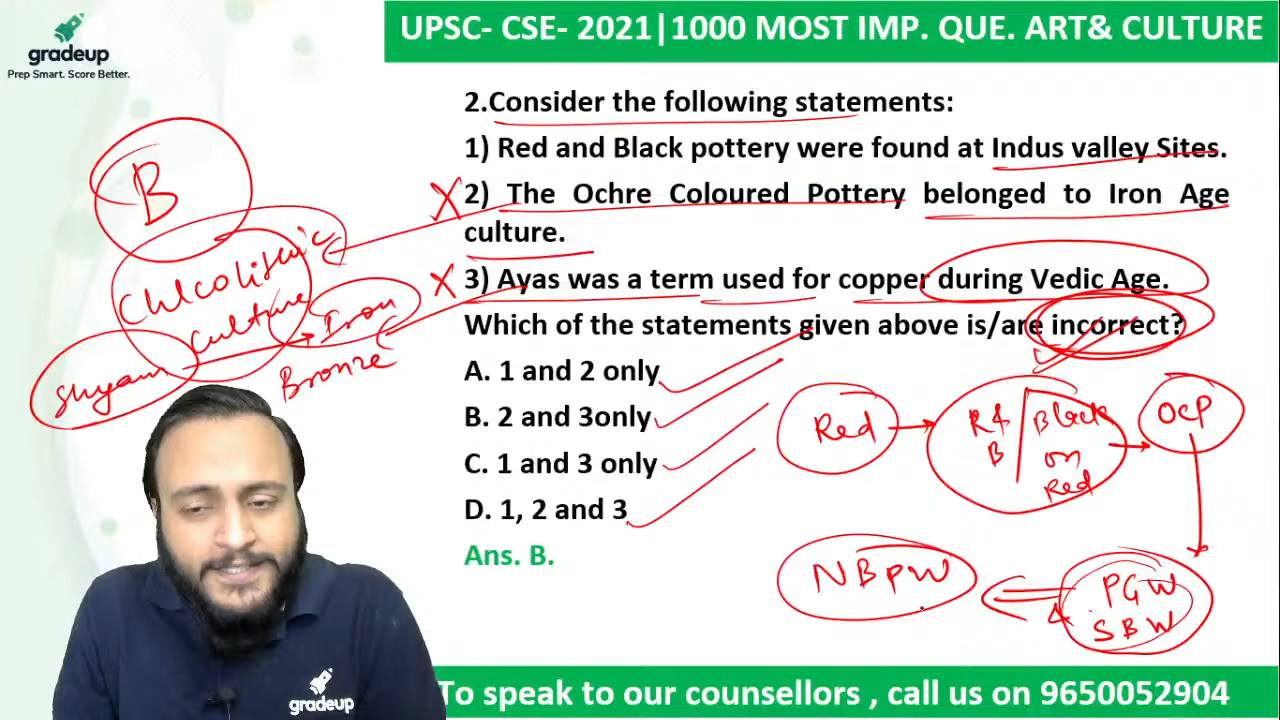 gradeup
Prep Smart. Score Better.
UPSC- CSE- 2021|1000 MOST IMP. QUE. ART& CULTURE
2.Consider the following statements:
1) Red and Black pottery were found at Indus valley Sites.
2) The Ochre Coloured Pottery belonged to Iron Age
culture.
3) Ayas was a term used for copper during Vedic Age.
Which of the statements given above is/are incorrect?
A. 1 and 2 only
B. 2 and 3only
C. 1 and 3 only
D. 1, 2 and 3
Ans. B.
B
Chlcolithic
Culture
Shyam
Iron
Bronze
Red
R&
B
Black
on
Red
OCP
PGW
SBW
NBPW
gradeup
To speak to our counsellors , call us on 9650052904